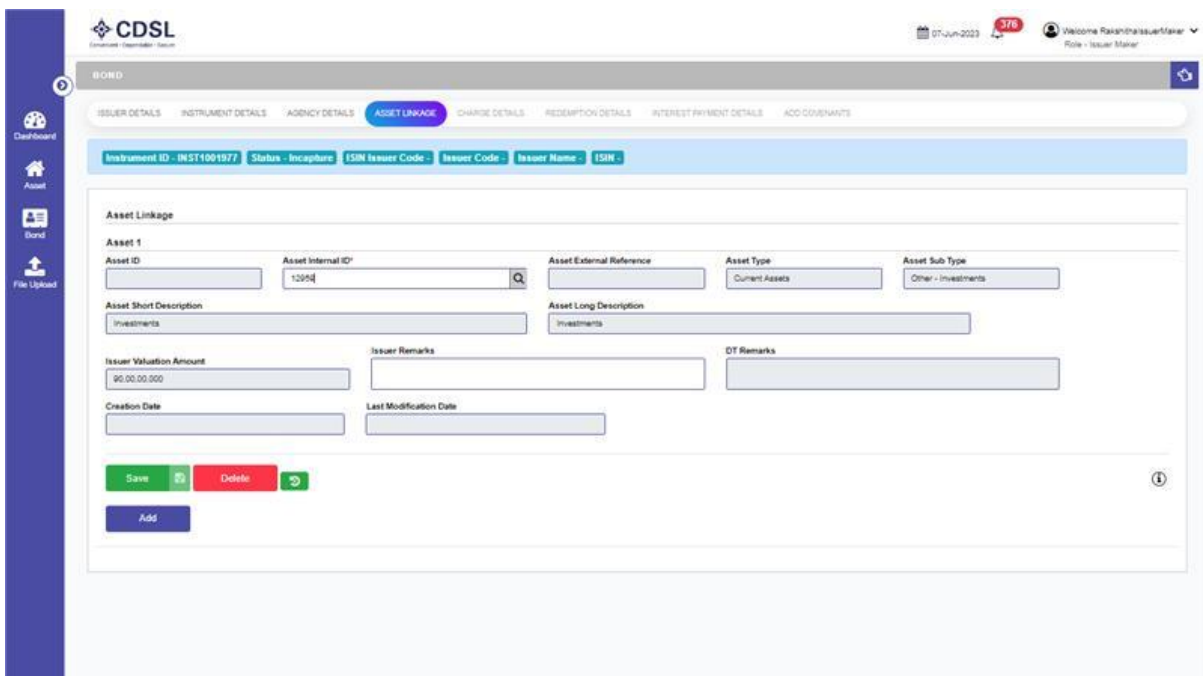 CDSL
Convenient · Dependable · Secure
07-Jun-2023
376
Welcome RakshithaIssuerMaker
Role - Issuer Maker
BOND
ISSUER DETAILS INSTRUMENT DETAILS AGENCY DETAILS ASSET LINKAGE CHARGE DETAILS REDEMPTION DETAILS INTEREST PAYMENT DETAILS ADD COVENANTS
Instrument ID - INST1001977 Status - Incapture ISIN Issuer Code - Issuer Code - Issuer Name - ISIN -
Dashboard
Asset
Bond
File Upload
Asset Linkage
Asset 1
Asset ID Asset Internal ID* Asset External Reference Asset Type Asset Sub Type
12959 Current Assets Other - Investments
Asset Short Description Asset Long Description
Investments Investments
Issuer Valuation Amount Issuer Remarks DT Remarks
90,00,00,000
Creation Date Last Modification Date
Save Delete
Add